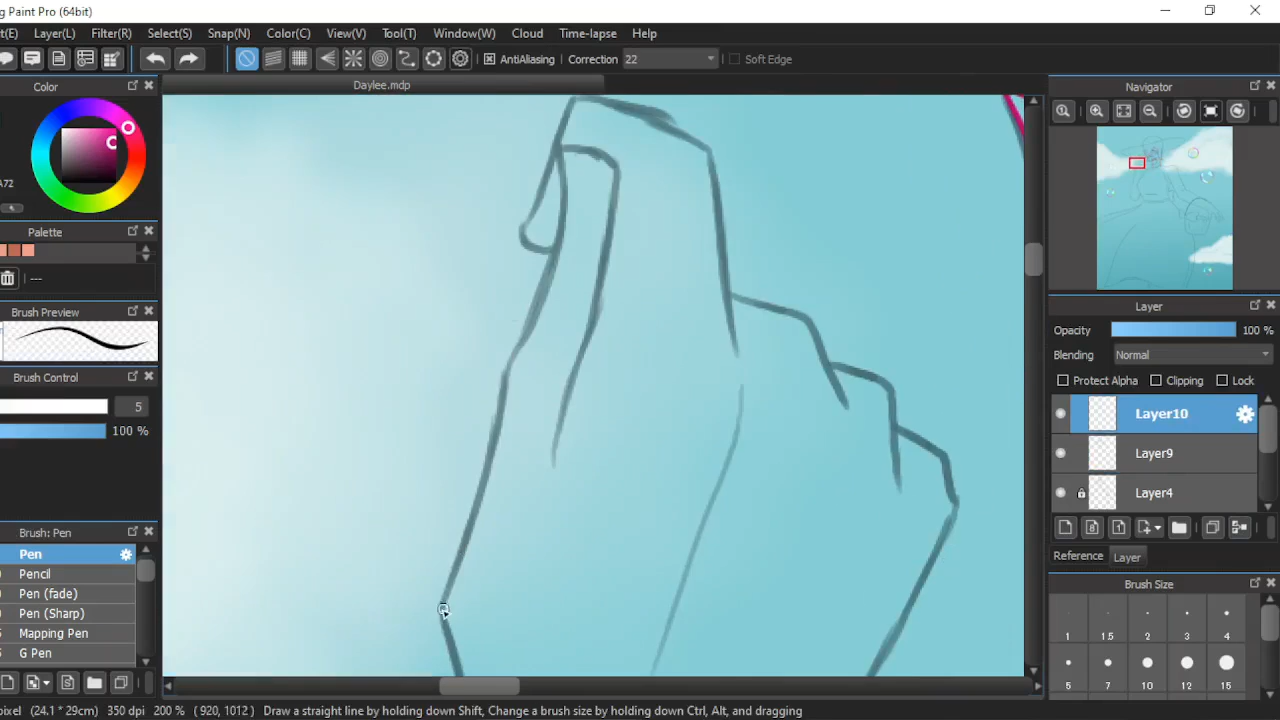 g Paint Pro (64bit)
t(E) Layer(L) Filter(R) Select(S) Snap(N) Color(C) View(V) Tool(T) Window(W) Cloud Time-lapse Help
AntiAliasing Correction 22 Soft Edge
Daylee.mdp
Color
A72
Palette
---
Brush Preview
Brush Control
5
100 %
Brush: Pen
Pen
Pencil
Pen (fade)
Pen (Sharp)
Mapping Pen
G Pen
Navigator
Layer
Opacity 100 %
Blending Normal
Protect Alpha Clipping Lock
Layer10
Layer9
Layer4
Reference Layer
Brush Size
1 1.5 2 3 4
5 7 10 12 15
pixel (24.1 * 29cm) 350 dpi 200 % ( 920, 1012 ) Draw a straight line by holding down Shift, Change a brush size by holding down Ctrl, Alt, and dragging